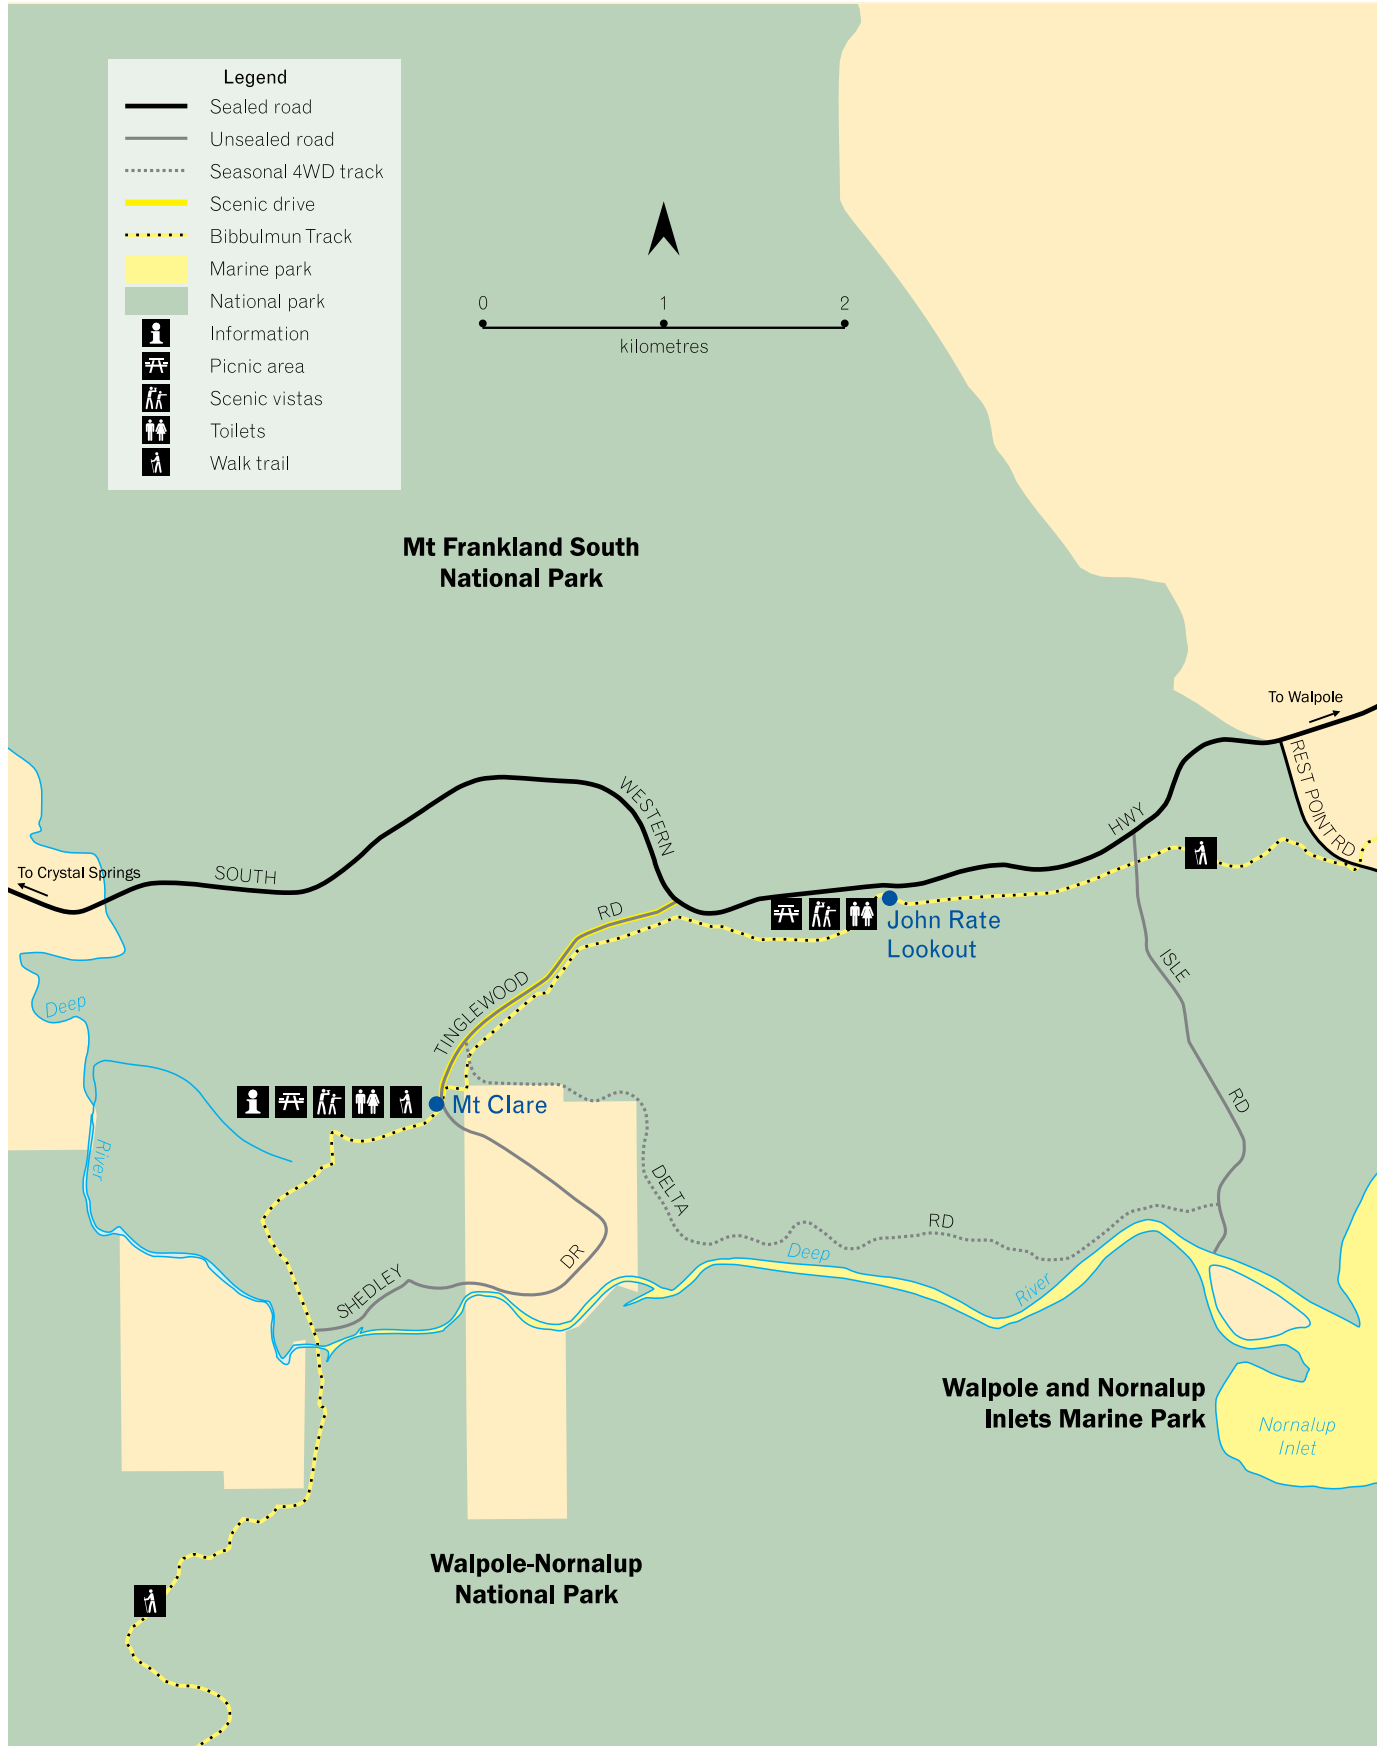 Legend
Sealed road
Unsealed road
Seasonal 4WD track
Scenic drive
Bibbulmun Track
Marine park
National park
Information
Picnic area
Scenic vistas
Toilets
Walk trail
0 1 2
kilometres
Mt Frankland South
National Park
To Walpole
REST POINT RD
WESTERN
HWY
To Crystal Springs
SOUTH
RD
John Rate
Lookout
ISLE
TINGLEWOOD
Deep
Mt Clare
RD
River
DELTA
RD
Deep
DR
SHEDLEY
River
Walpole and Nornalup
Inlets Marine Park
Nornalup
Inlet
Walpole-Nornalup
National Park